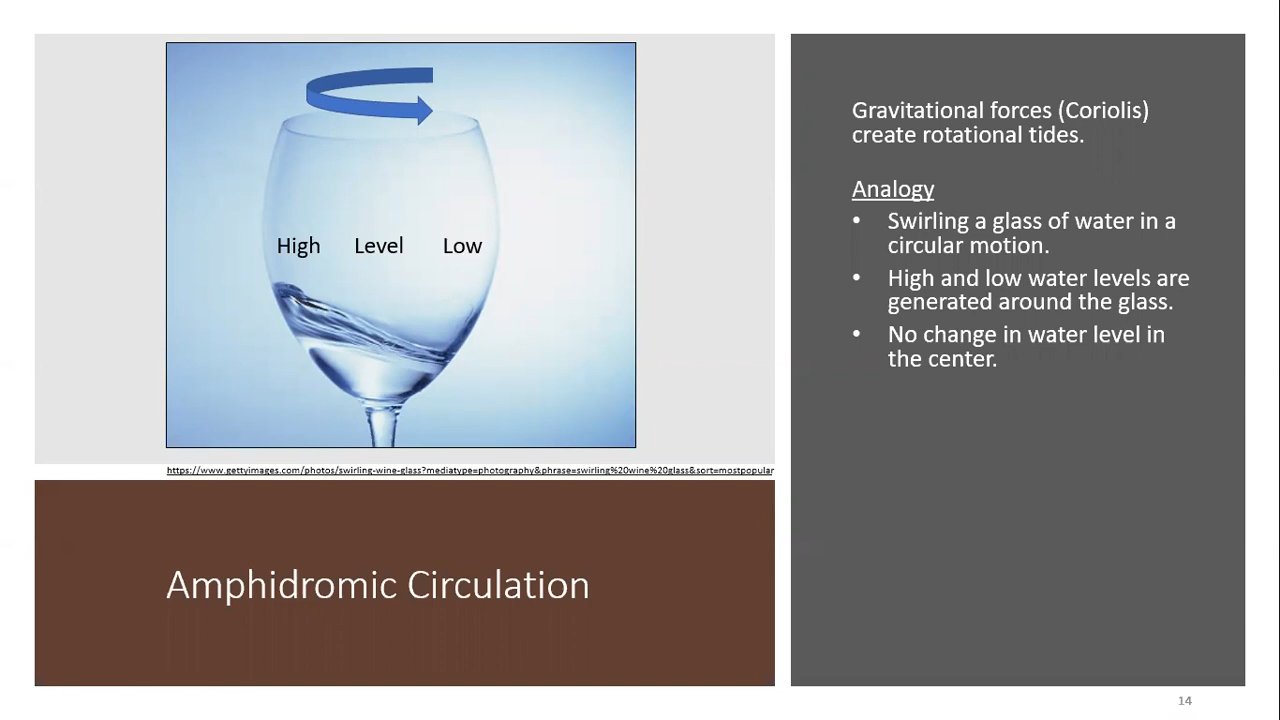 High Level Low
https://www.gettyimages.com/photos/swirling-wine-glass?mediatype=photography&phrase=swirling%20wine%20glass&sort=mostpopular
Amphidromic Circulation
Gravitational forces (Coriolis)
create rotational tides.
Analogy
• Swirling a glass of water in a
circular motion.
• High and low water levels are
generated around the glass.
• No change in water level in
the center.
14